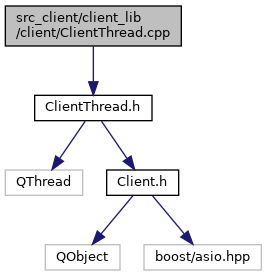 src_client/client_lib
/client/ClientThread.cpp
ClientThread.h
QThread
Client.h
QObject
boost/asio.hpp